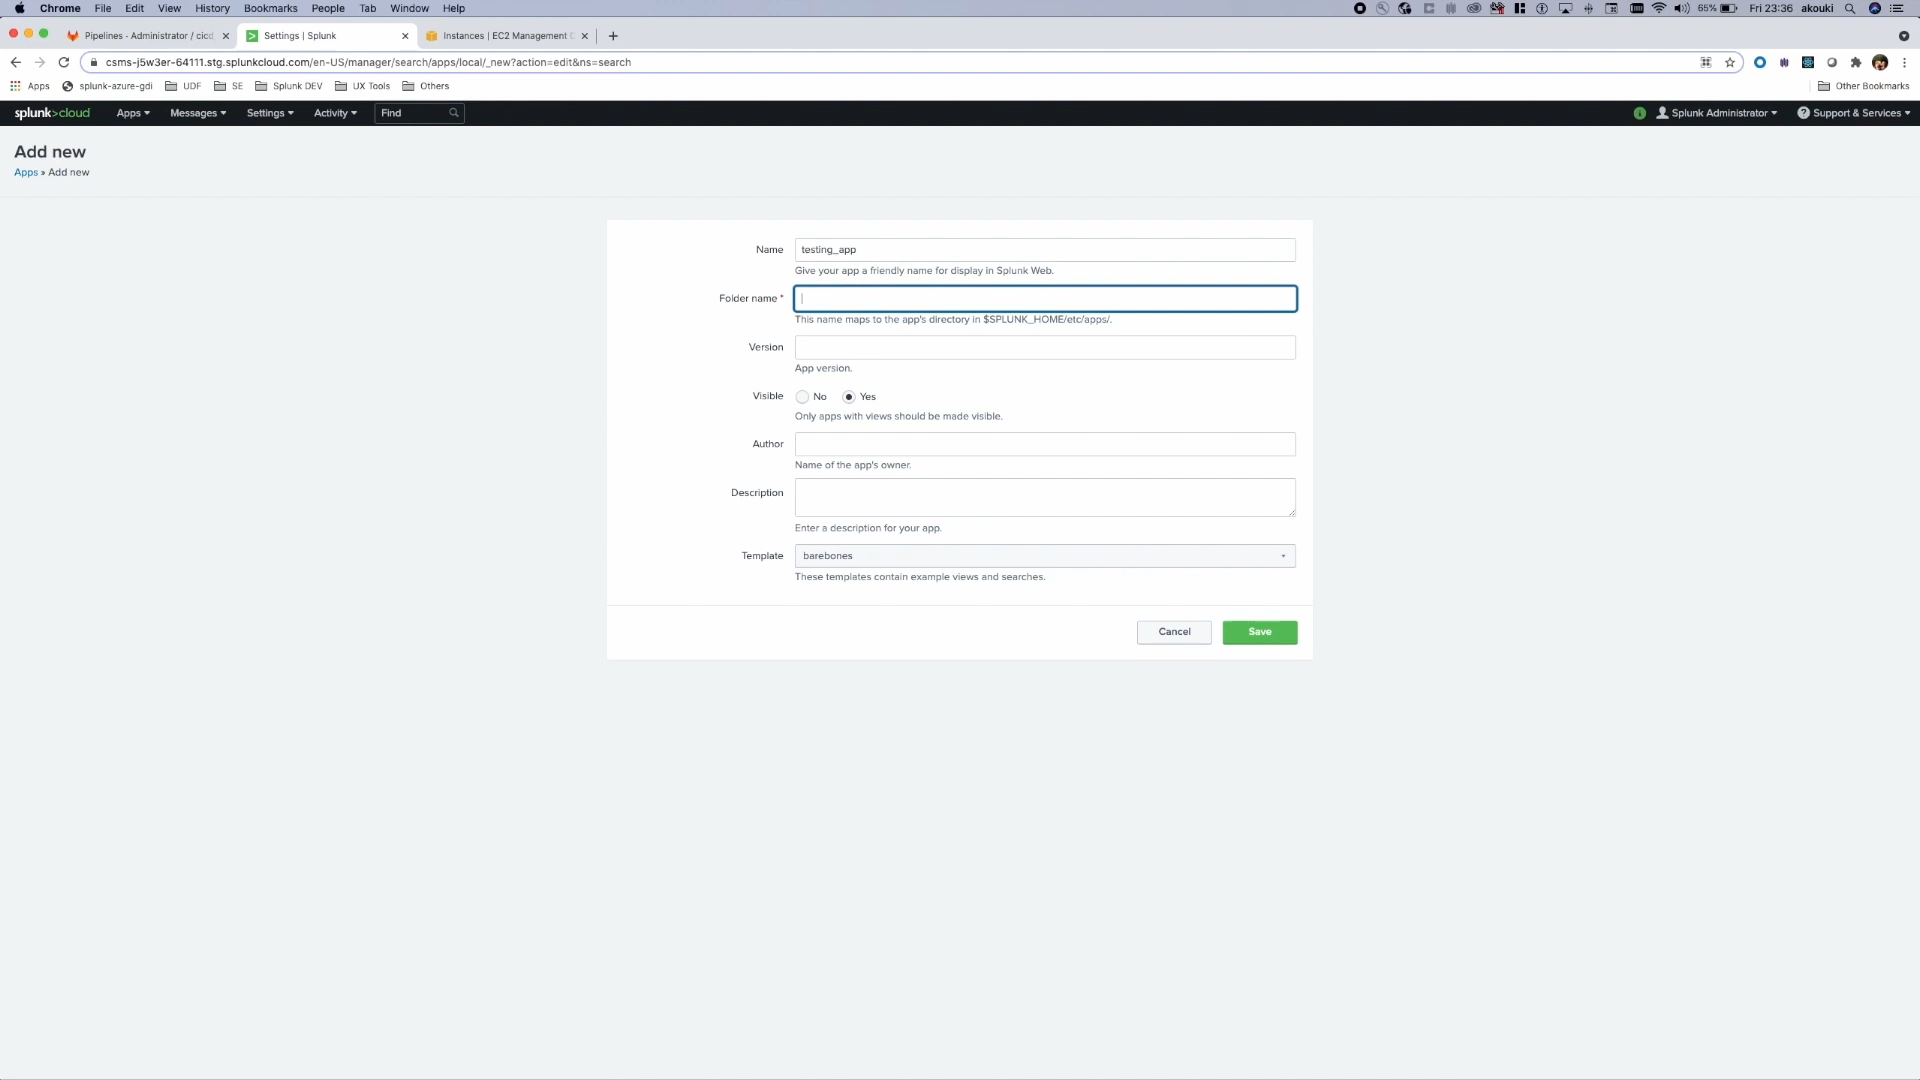 Chrome File Edit View History Bookmarks People Tab Window Help 65% Fri 23:36 akouki
Pipelines - Administrator / cicd Settings | Splunk Instances | EC2 Management C
csms-j5w3er-64111.stg.splunkcloud.com/en-US/manager/search/apps/local/_new?action=edit&ns=search
Apps splunk-azure-gdi UDF SE Splunk DEV UX Tools Others Other Bookmarks
splunk>cloud Apps Messages Settings Activity Find Splunk Administrator Support & Services
Add new
Apps » Add new
Name testing_app
Give your app a friendly name for display in Splunk Web.
Folder name *
This name maps to the app's directory in $SPLUNK_HOME/etc/apps/.
Version
App version.
Visible No Yes
Only apps with views should be made visible.
Author
Name of the app's owner.
Description
Enter a description for your app.
Template barebones
These templates contain example views and searches.
Cancel Save